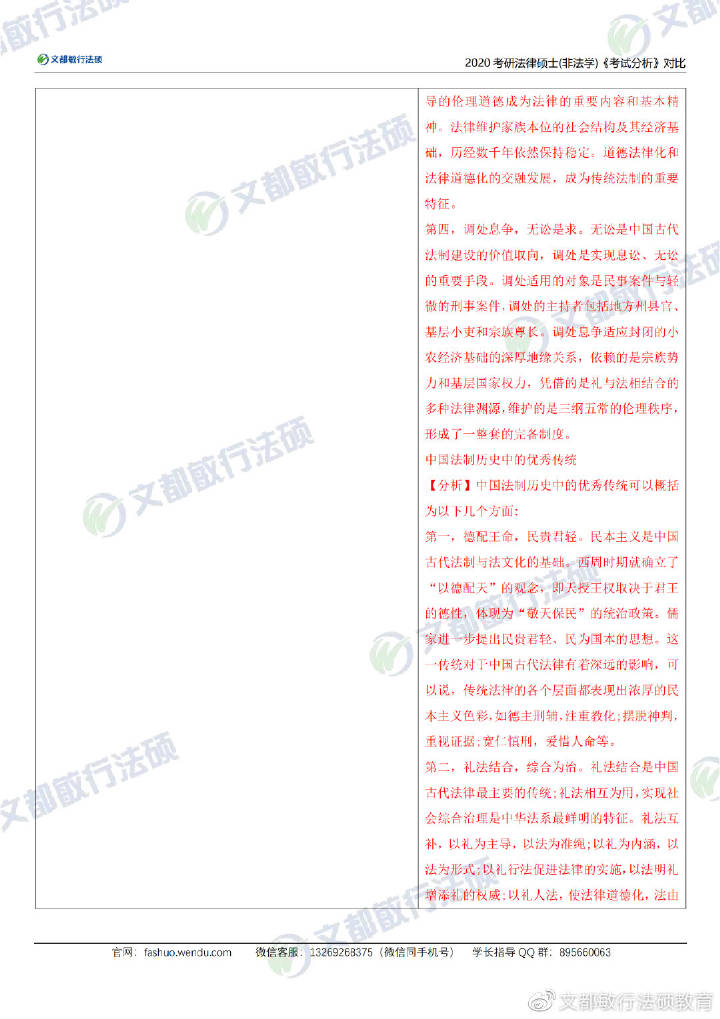 文都敏行法硕
2020 考研法律硕士(非法学)《考试分析》对比
导的伦理道德成为法律的重要内容和基本精
神。法律维护家族本位的社会结构及其经济基
础，历经数千年依然保持稳定。道德法律化和
法律道德化的交融发展，成为传统法制的重要
特征。
第四，调处息争，无讼是求。无讼是中国古代
法制建设的价值取向，调处是实现息讼、无讼
的重要手段。调处适用的对象是民事案件与轻
微的刑事案件，调处的主持者包括地方州县官、
基层小吏和宗族尊长。调处息争适应封闭的小
农经济基础的深厚地缘关系，依赖的是宗族势
力和基层国家权力，凭借的是礼与法相结合的
多种法律渊源，维护的是三纲五常的伦理秩序，
形成了一整套的完备制度。
中国法制历史中的优秀传统
【分析】中国法制历史中的优秀传统可以概括
为以下几个方面:
第一，德配王命，民贵君轻。民本主义是中国
古代法制与法文化的基础。西周时期就确立了
“以德配天”的观念，即天授王权取决于君王
的德性，体现为“敬天保民”的统治政策。儒
家进一步提出民贵君轻、民为国本的思想。这
一传统对于中国古代法律有着深远的影响，可
以说，传统法律的各个层面都表现出浓厚的民
本主义色彩，如德主刑辅，注重教化;摆脱神判，
重视证据;宽仁慎刑，爱惜人命等。
第二，礼法结合，综合为治。礼法结合是中国
古代法律最主要的传统;礼法相互为用，实现社
会综合治理是中华法系最鲜明的特征。礼法互
补，以礼为主导，以法为准绳;以礼为内涵，以
法为形式;以礼行法促进法律的实施，以法明礼
增添礼的权威;以礼入法，使法律道德化，法由
官网：fashuo.wendu.com 微信客服：13269268375（微信同手机号） 学长指导 QQ 群：895660063
文都敏行法硕教育